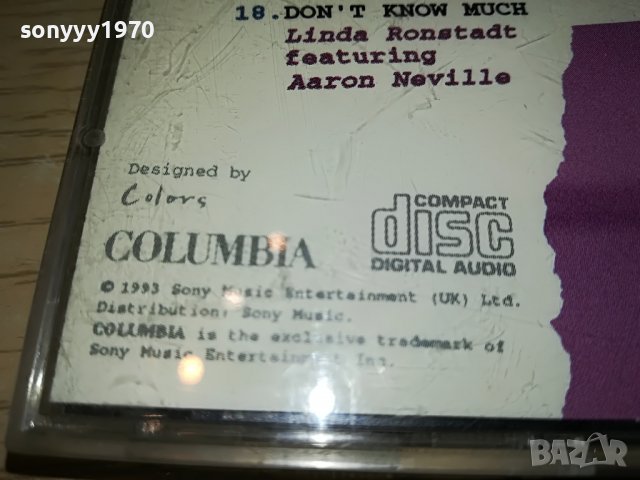 sonyyy1970
18.DON'T KNOW MUCH
Linda Ronstadt
featuring
Aaron Neville
Designed by
Colors
COLUMBIA
COMPACT
disc
DIGITAL AUDIO
© 1993 Sony Music Entertainment (UK) Ltd.
Distribution: Sony Music.
COLUMBIA is the exclusive trademark of
Sony Music Entertainment Inc.
BAZAR